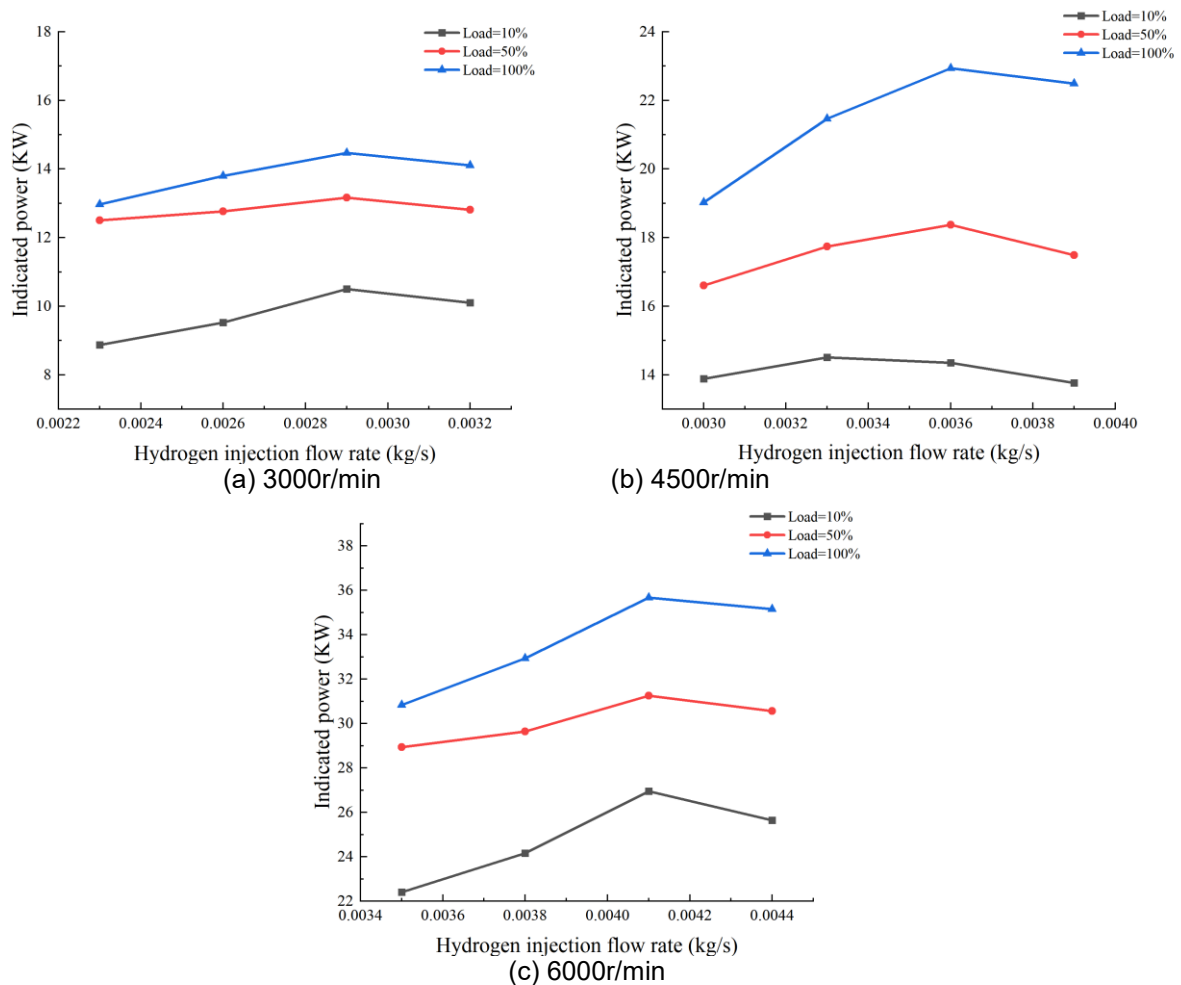 Load=10%
Load=50%
Load=100%
18
16
14
12
10
8
Indicated power (KW)
0.0022 0.0024 0.0026 0.0028 0.0030 0.0032
Hydrogen injection flow rate (kg/s)
(a) 3000r/min
Load=10%
Load=50%
Load=100%
24
22
20
18
16
14
Indicated power (KW)
0.0030 0.0032 0.0034 0.0036 0.0038 0.0040
Hydrogen injection flow rate (kg/s)
(b) 4500r/min
Load=10%
Load=50%
Load=100%
38
36
34
32
30
28
26
24
22
Indicated power (KW)
0.0034 0.0036 0.0038 0.0040 0.0042 0.0044
Hydrogen injection flow rate (kg/s)
(c) 6000r/min